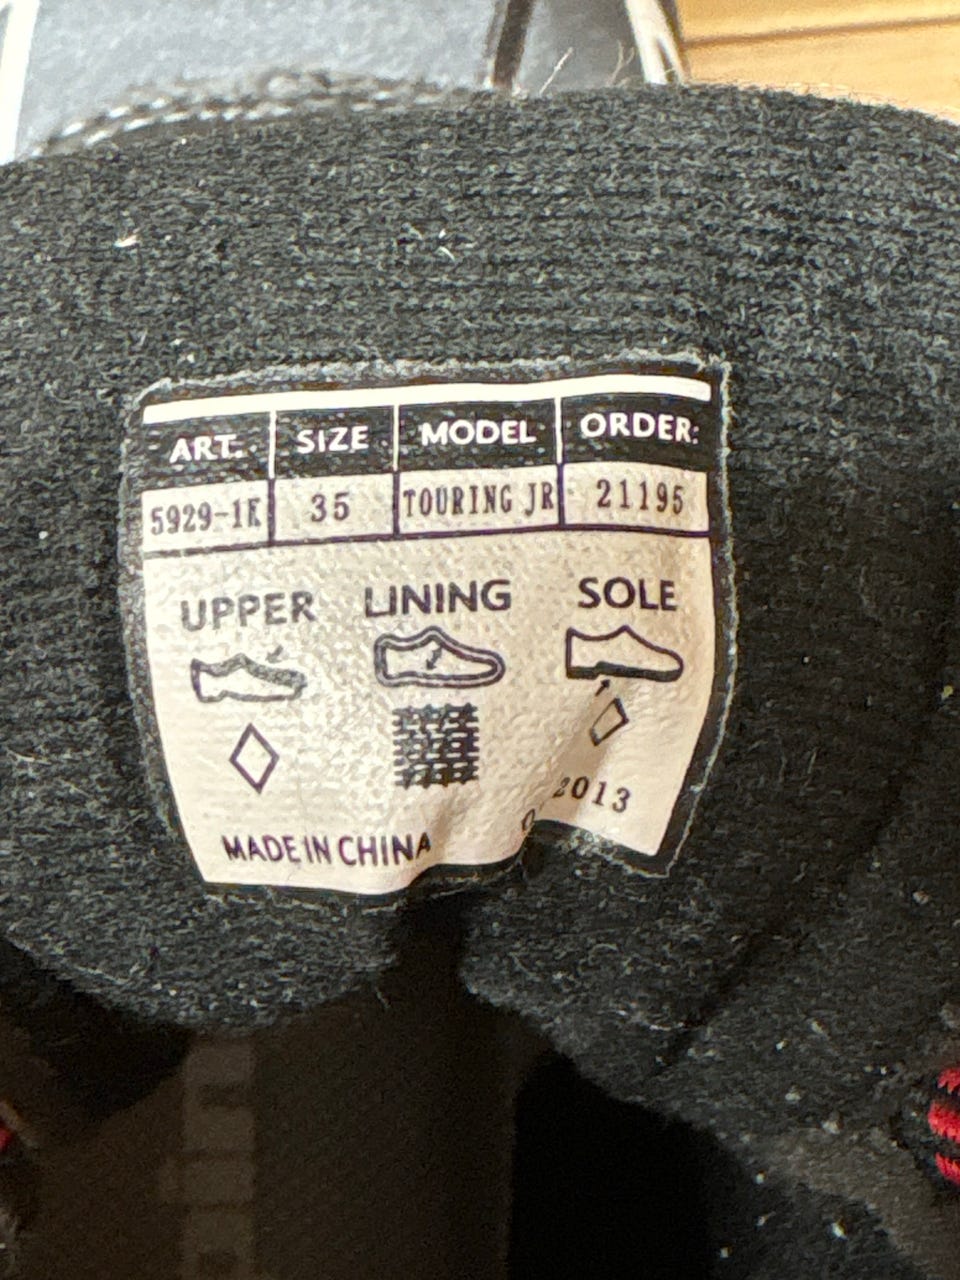 ART. SIZE MODEL ORDER:
5929-1K 35 TOURING JR 21195
UPPER LINING SOLE
2013
MADE IN CHINA